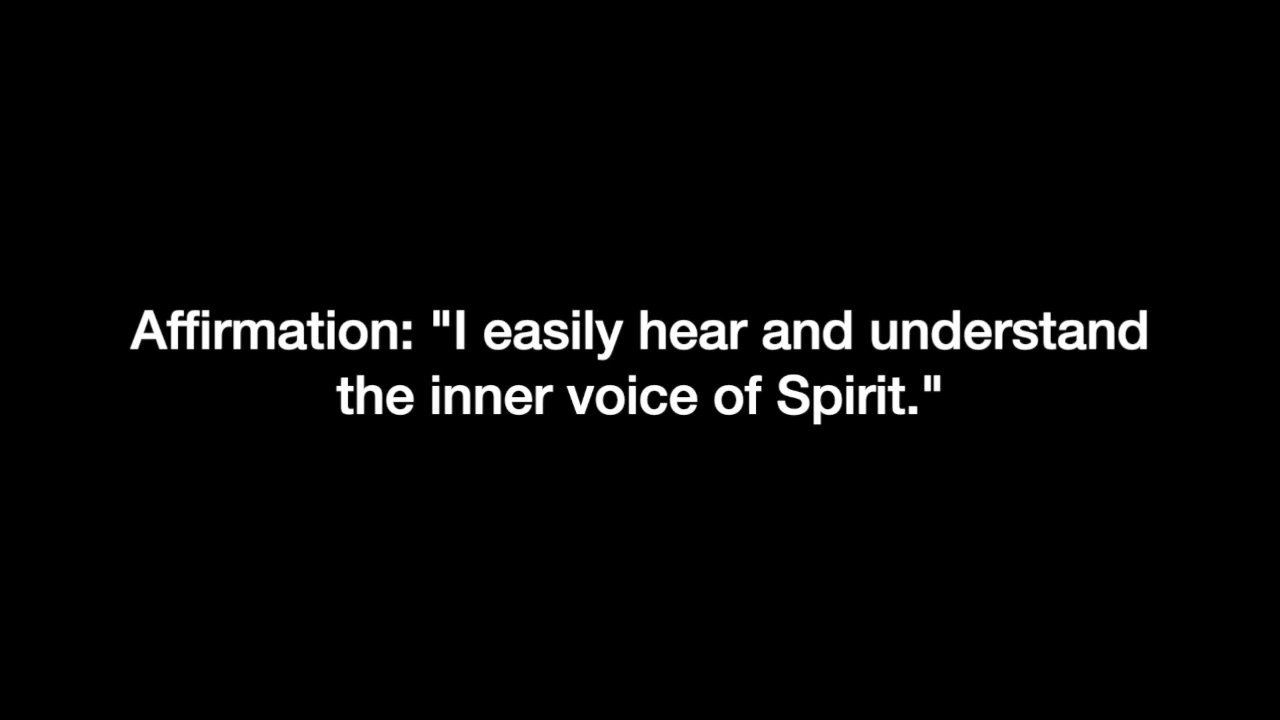 Affirmation: "I easily hear and understand
the inner voice of Spirit."